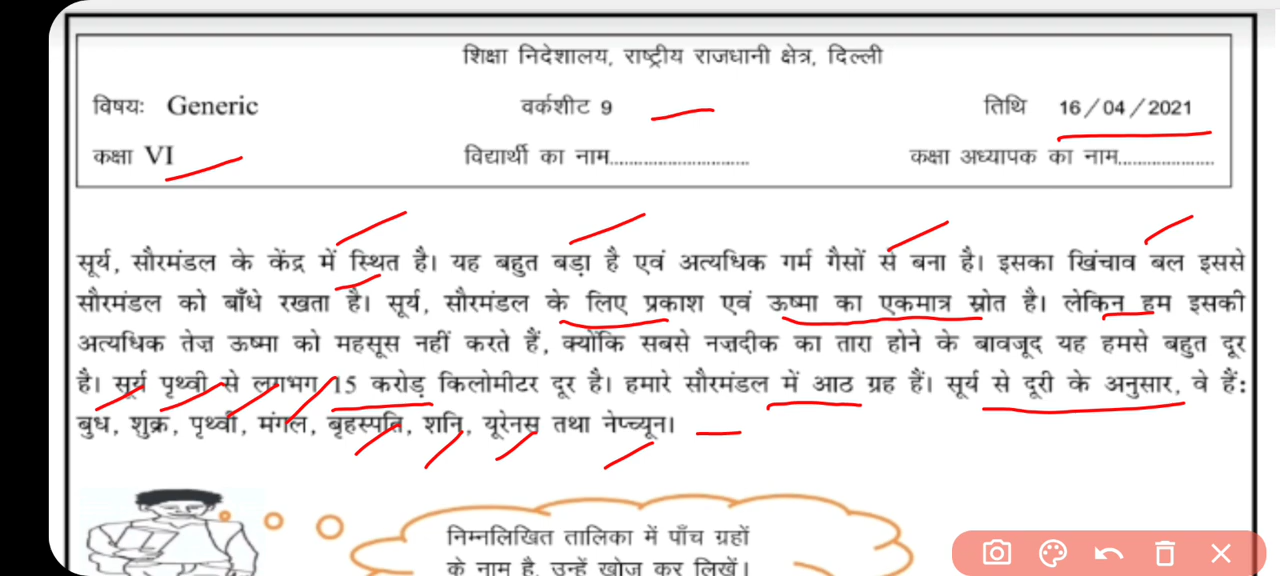 शिक्षा निदेशालय, राष्ट्रीय राजधानी क्षेत्र, दिल्ली
विषयः Generic वर्कशीट 9 तिथि 16/04/2021
कक्षा VI विद्यार्थी का नाम................................. कक्षा अध्यापक का नाम.......................
सूर्य, सौरमंडल के केंद्र में स्थित है। यह बहुत बड़ा है एवं अत्यधिक गर्म गैसों से बना है। इसका खिंचाव बल इससे
सौरमंडल को बाँधे रखता है। सूर्य, सौरमंडल के लिए प्रकाश एवं ऊष्मा का एकमात्र स्रोत है। लेकिन हम इसकी
अत्यधिक तेज़ ऊष्मा को महसूस नहीं करते हैं, क्योंकि सबसे नज़दीक का तारा होने के बावजूद यह हमसे बहुत दूर
है। सूर्य पृथ्वी से लगभग 15 करोड़ किलोमीटर दूर है। हमारे सौरमंडल में आठ ग्रह हैं। सूर्य से दूरी के अनुसार, वे हैं:
बुध, शुक्र, पृथ्वी, मंगल, बृहस्पति, शनि, यूरेनस तथा नेप्च्यून।
निम्नलिखित तालिका में पाँच ग्रहों
के नाम है, उन्हें खोज कर लिखें।